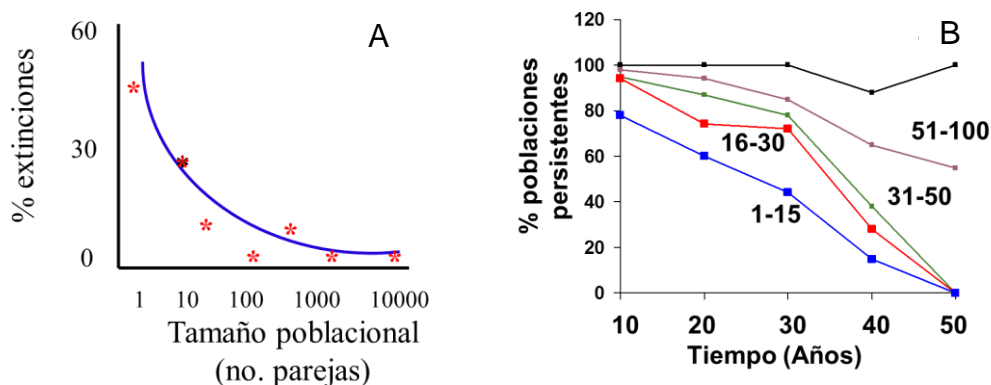 A
60
30
0
% extinciones
1 10 100 1000 10000
Tamaño poblacional
(no. parejas)
B
120
100
80
60
40
20
0
% poblaciones
persistentes
51-100
16-30
31-50
1-15
10 20 30 40 50
Tiempo (Años)